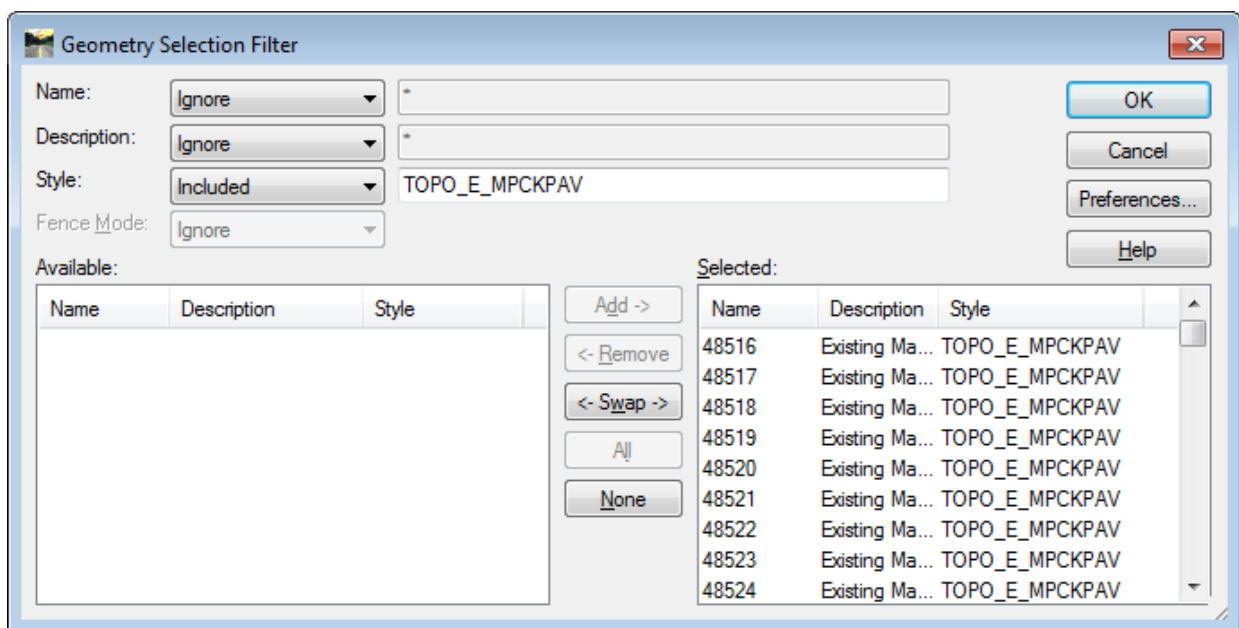 Geometry Selection Filter
Name: Ignore *
Description: Ignore *
Style: Included TOPO_E_MPCKPAV
Fence Mode: Ignore
OK
Cancel
Preferences...
Help
Available:
Name Description Style
Add ->
<- Remove
<- Swap ->
All
None
Selected:
Name Description Style
48516 Existing Ma... TOPO_E_MPCKPAV
48517 Existing Ma... TOPO_E_MPCKPAV
48518 Existing Ma... TOPO_E_MPCKPAV
48519 Existing Ma... TOPO_E_MPCKPAV
48520 Existing Ma... TOPO_E_MPCKPAV
48521 Existing Ma... TOPO_E_MPCKPAV
48522 Existing Ma... TOPO_E_MPCKPAV
48523 Existing Ma... TOPO_E_MPCKPAV
48524 Existing Ma... TOPO_E_MPCKPAV